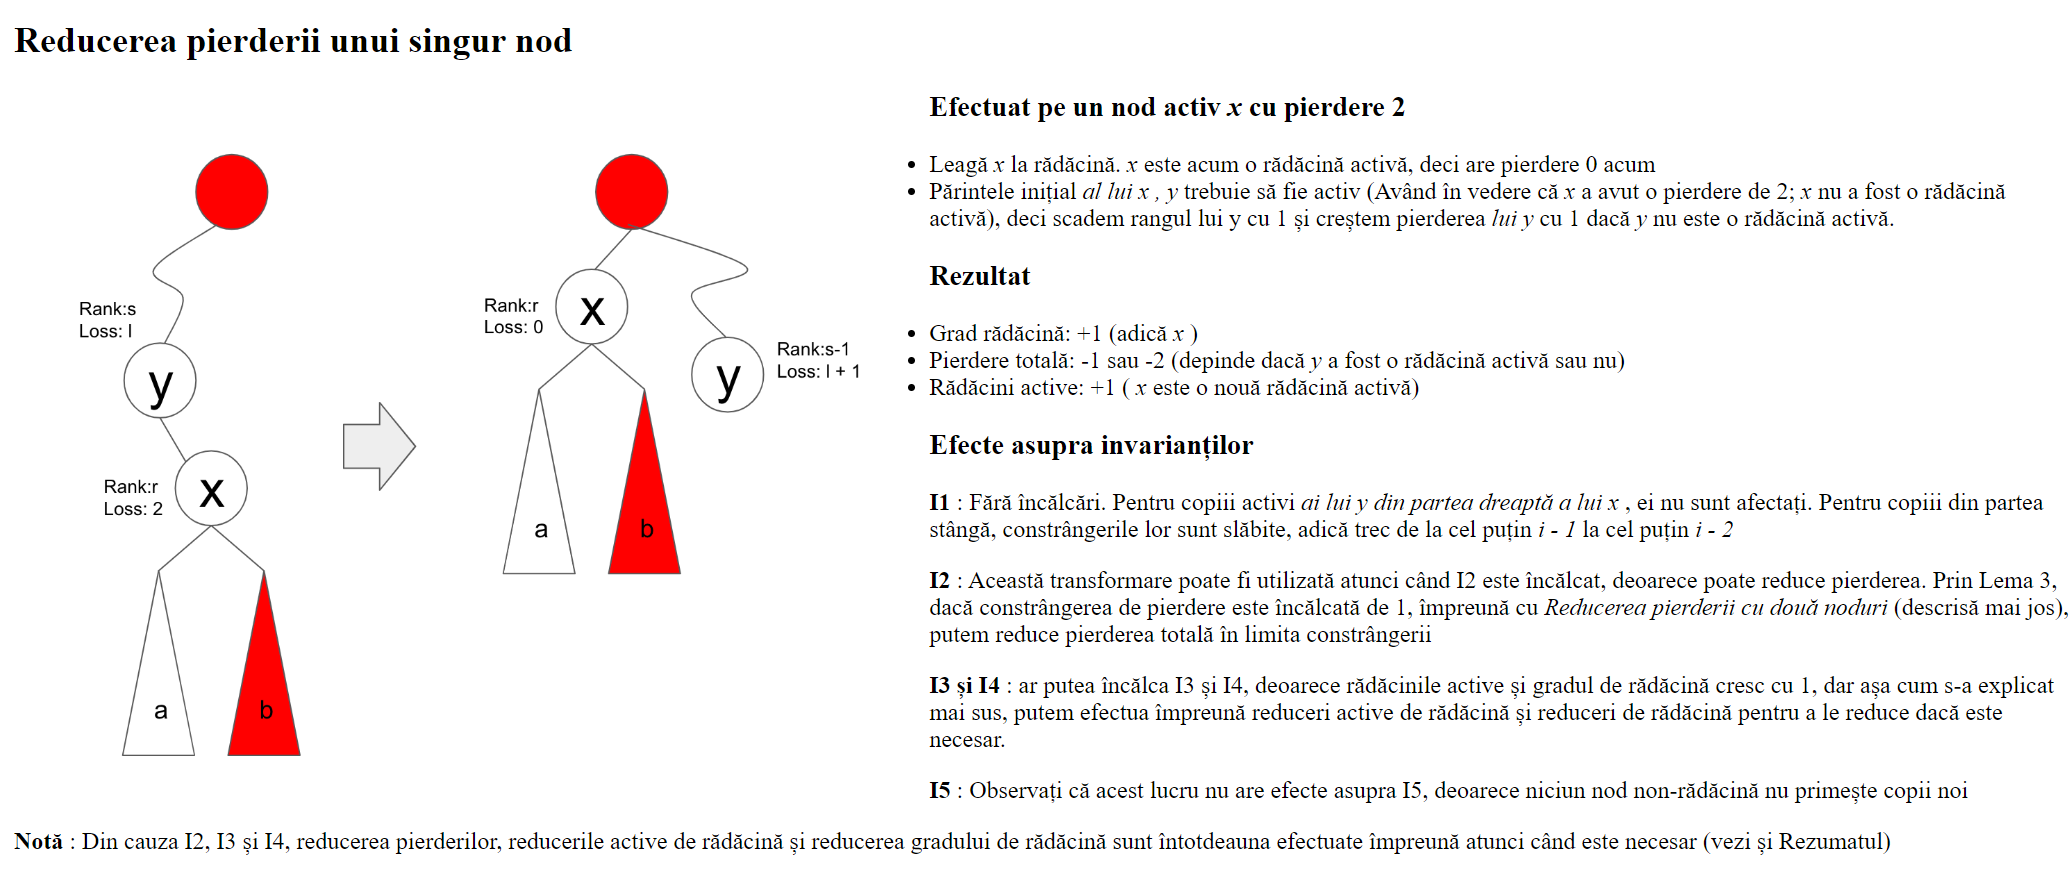 Reducerea pierderii unui singur nod
Rank:s
Loss: l
y
Rank:r
Loss: 2
x
a
b
Rank:r
Loss: 0
x
Rank:s-1
Loss: l + 1
y
a
b
Efectuat pe un nod activ x cu pierdere 2
• Leagă x la rădăcină. x este acum o rădăcină activă, deci are pierdere 0 acum
• Părintele inițial al lui x , y trebuie să fie activ (Având în vedere că x a avut o pierdere de 2; x nu a fost o rădăcină
activă), deci scadem rangul lui y cu 1 și creștem pierderea lui y cu 1 dacă y nu este o rădăcină activă.
Rezultat
• Grad rădăcină: +1 (adică x )
• Pierdere totală: -1 sau -2 (depinde dacă y a fost o rădăcină activă sau nu)
• Rădăcini active: +1 ( x este o nouă rădăcină activă)
Efecte asupra invarianților
I1 : Fără încălcări. Pentru copiii activi ai lui y din partea dreaptă a lui x , ei nu sunt afectați. Pentru copiii din partea
stângă, constrângerile lor sunt slăbite, adică trec de la cel puțin i - 1 la cel puțin i - 2
I2 : Această transformare poate fi utilizată atunci când I2 este încălcat, deoarece poate reduce pierderea. Prin Lema 3,
dacă constrângerea de pierdere este încălcată de 1, împreună cu Reducerea pierderii cu două noduri (descrisă mai jos),
putem reduce pierderea totală în limita constrângerii
I3 și I4 : ar putea încălca I3 și I4, deoarece rădăcinile active și gradul de rădăcină cresc cu 1, dar așa cum s-a explicat
mai sus, putem efectua împreună reduceri active de rădăcină și reduceri de rădăcină pentru a le reduce dacă este
necesar.
I5 : Observați că acest lucru nu are efecte asupra I5, deoarece niciun nod non-rădăcină nu primește copii noi
Notă : Din cauza I2, I3 și I4, reducerea pierderilor, reducerile active de rădăcină și reducerea gradului de rădăcină sunt întotdeauna efectuate împreună atunci când este necesar (vezi și Rezumatul)